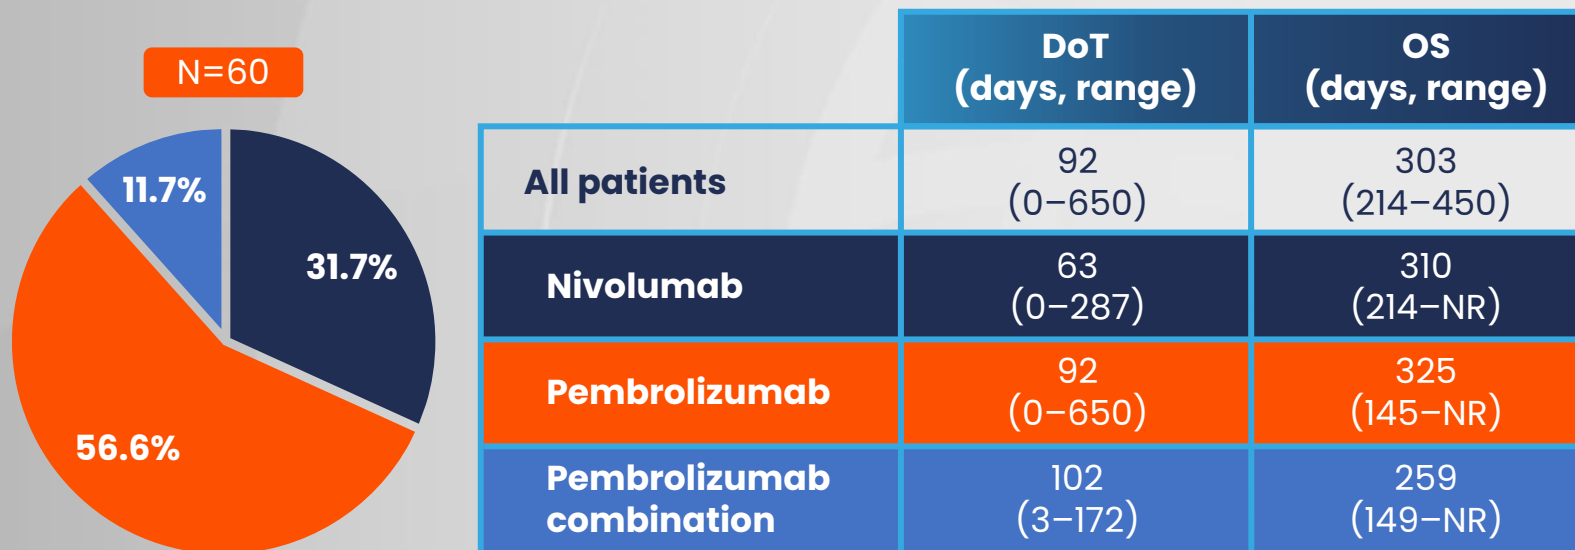 N=60
11.7%
31.7%
56.6%
DoT
(days, range)
OS
(days, range)
All patients
92
(0–650)
303
(214–450)
Nivolumab
63
(0–287)
310
(214–NR)
Pembrolizumab
92
(0–650)
325
(145–NR)
Pembrolizumab
combination
102
(3–172)
259
(149–NR)